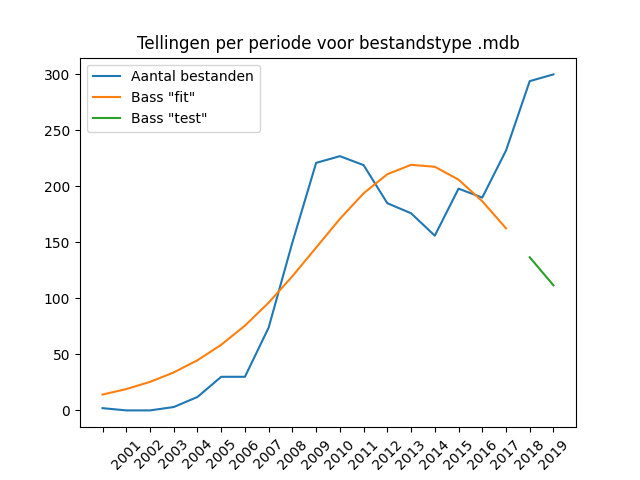 Tellingen per periode voor bestandstype .mdb
Aantal bestanden
Bass "fit"
Bass "test"
300
250
200
150
100
50
0
2001 2002 2003 2004 2005 2006 2007 2008 2009 2010 2011 2012 2013 2014 2015 2016 2017 2018 2019